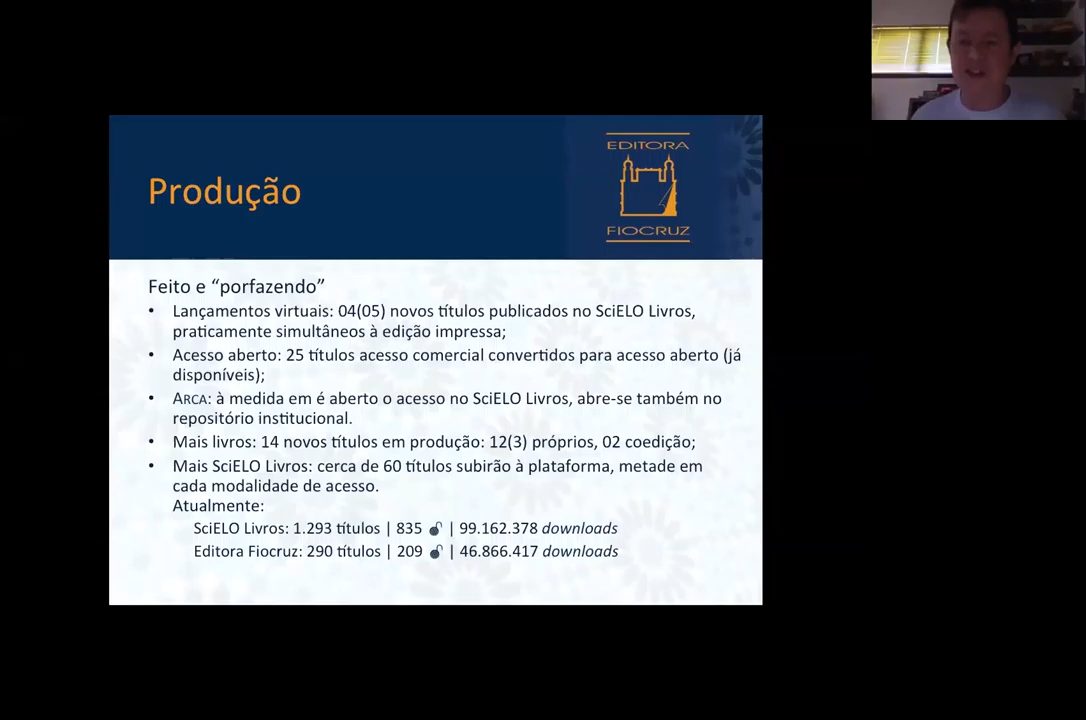 EDITORA
FIOCRUZ
Produção
Feito e “porfazendo”
• Lançamentos virtuais: 04(05) novos títulos publicados no SciELO Livros,
praticamente simultâneos à edição impressa;
• Acesso aberto: 25 títulos acesso comercial convertidos para acesso aberto (já
disponíveis);
• ARCA: à medida em é aberto o acesso no SciELO Livros, abre-se também no
repositório institucional.
• Mais livros: 14 novos títulos em produção: 12(3) próprios, 02 coedição;
• Mais SciELO Livros: cerca de 60 títulos subirão à plataforma, metade em
cada modalidade de acesso.
Atualmente:
SciELO Livros: 1.293 títulos | 835 | 99.162.378 downloads
Editora Fiocruz: 290 títulos | 209 | 46.866.417 downloads